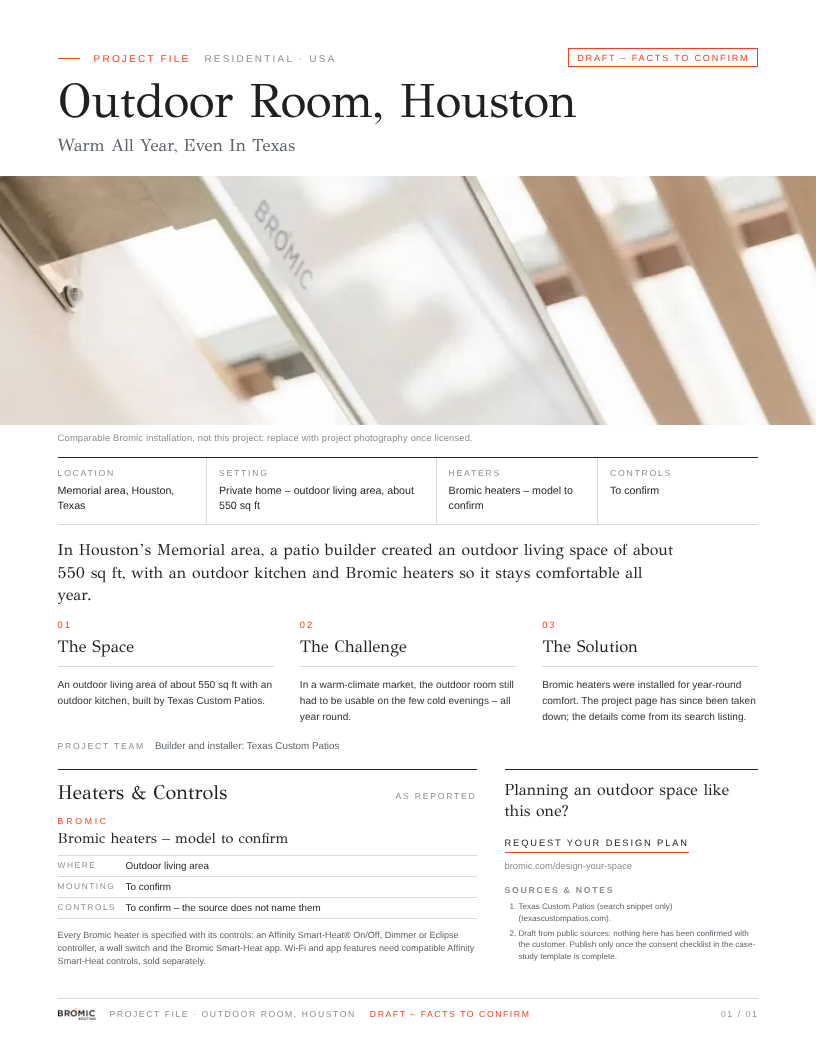 PROJECT FILE RESIDENTIAL · USA
DRAFT – FACTS TO CONFIRM
Outdoor Room, Houston
Warm All Year, Even In Texas
BROMIC
Comparable Bromic installation, not this project: replace with project photography once licensed.
LOCATION
Memorial area, Houston,
Texas
SETTING
Private home – outdoor living area, about
550 sq ft
HEATERS
Bromic heaters – model to
confirm
CONTROLS
To confirm
In Houston’s Memorial area, a patio builder created an outdoor living space of about
550 sq ft, with an outdoor kitchen and Bromic heaters so it stays comfortable all
year.
01
The Space
An outdoor living area of about 550 sq ft with an
outdoor kitchen, built by Texas Custom Patios.
02
The Challenge
In a warm-climate market, the outdoor room still
had to be usable on the few cold evenings – all
year round.
03
The Solution
Bromic heaters were installed for year-round
comfort. The project page has since been taken
down; the details come from its search listing.
PROJECT TEAM Builder and installer: Texas Custom Patios
Heaters & Controls
AS REPORTED
BROMIC
Bromic heaters – model to confirm
WHERE Outdoor living area
MOUNTING To confirm
CONTROLS To confirm – the source does not name them
Every Bromic heater is specified with its controls: an Affinity Smart-Heat® On/Off, Dimmer or Eclipse
controller, a wall switch and the Bromic Smart-Heat app. Wi-Fi and app features need compatible Affinity
Smart-Heat controls, sold separately.
Planning an outdoor space like
this one?
REQUEST YOUR DESIGN PLAN
bromic.com/design-your-space
SOURCES & NOTES
1. Texas Custom Patios (search snippet only)
(texascustompatios.com).
2. Draft from public sources: nothing here has been confirmed with
the customer. Publish only once the consent checklist in the case-
study template is complete.
BROMIC HEATING PROJECT FILE · OUTDOOR ROOM, HOUSTON DRAFT – FACTS TO CONFIRM 01 / 01